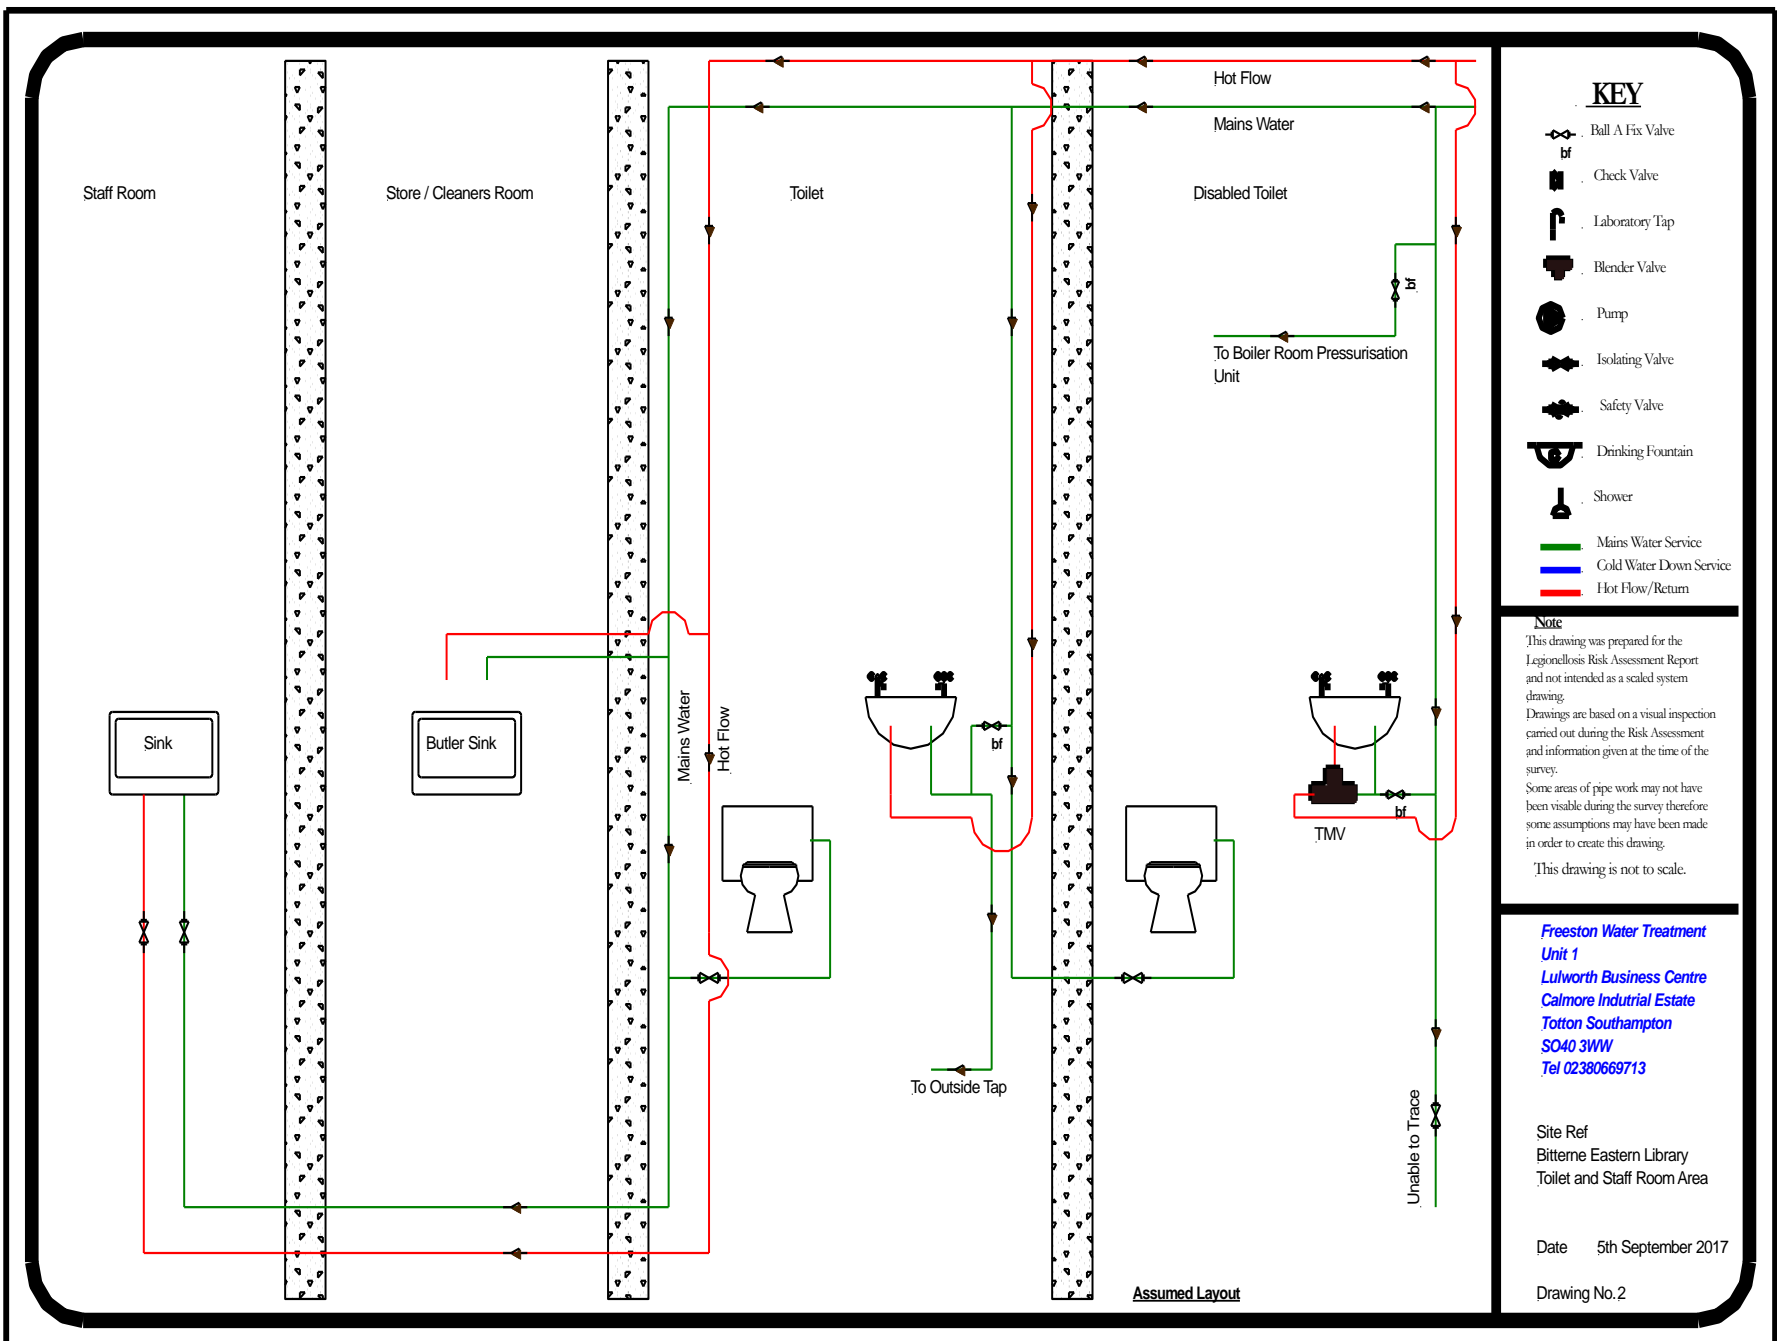 Hot Flow
Mains Water
Staff Room
Store / Cleaners Room
Toilet
Disabled Toilet
bf
To Boiler Room Pressurisation
Unit
Mains Water
Hot Flow
Sink
Butler Sink
bf
bf
TMV
To Outside Tap
Unable to Trace
Assumed Layout
KEY
Ball A Fix Valve
bf
Check Valve
Laboratory Tap
Blender Valve
Pump
Isolating Valve
Safety Valve
Drinking Fountain
Shower
Mains Water Service
Cold Water Down Service
Hot Flow/Return
Note
This drawing was prepared for the
Legionellosis Risk Assessment Report
and not intended as a scaled system
drawing.
Drawings are based on a visual inspection
carried out during the Risk Assessment
and information given at the time of the
survey.
Some areas of pipe work may not have
been visable during the survey therefore
some assumptions may have been made
in order to create this drawing.
This drawing is not to scale.
Freeston Water Treatment
Unit 1
Lulworth Business Centre
Calmore Indutrial Estate
Totton Southampton
SO40 3WW
Tel 02380669713
Site Ref
Bitterne Eastern Library
Toilet and Staff Room Area
Date 5th September 2017
Drawing No.2